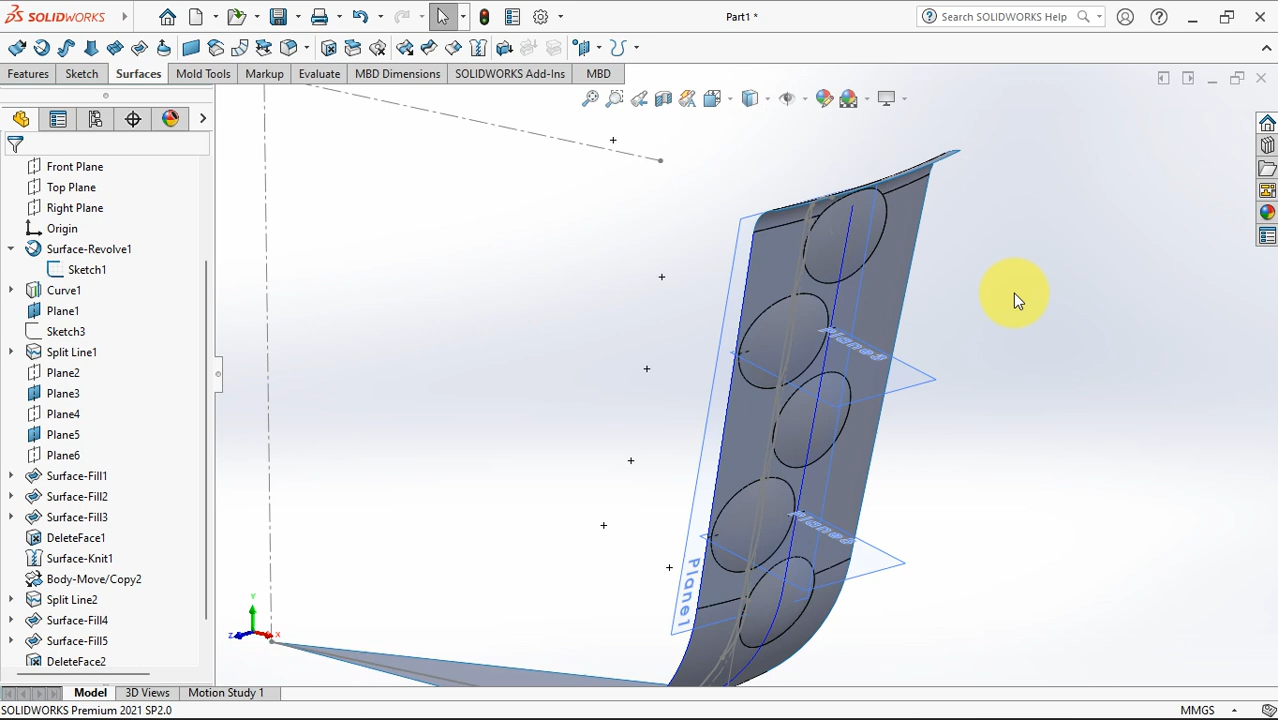 SOLIDWORKS
Part1 *
Search SOLIDWORKS Help
Features
Sketch
Surfaces
Mold Tools
Markup
Evaluate
MBD Dimensions
SOLIDWORKS Add-Ins
MBD
Front Plane
Top Plane
Right Plane
Origin
Surface-Revolve1
Sketch1
Curve1
Plane1
Sketch3
Split Line1
Plane2
Plane3
Plane4
Plane5
Plane6
Surface-Fill1
Surface-Fill2
Surface-Fill3
DeleteFace1
Surface-Knit1
Body-Move/Copy2
Split Line2
Surface-Fill4
Surface-Fill5
DeleteFace2
Plane1
Y
Z
X
Model
3D Views
Motion Study 1
SOLIDWORKS Premium 2021 SP2.0
MMGS